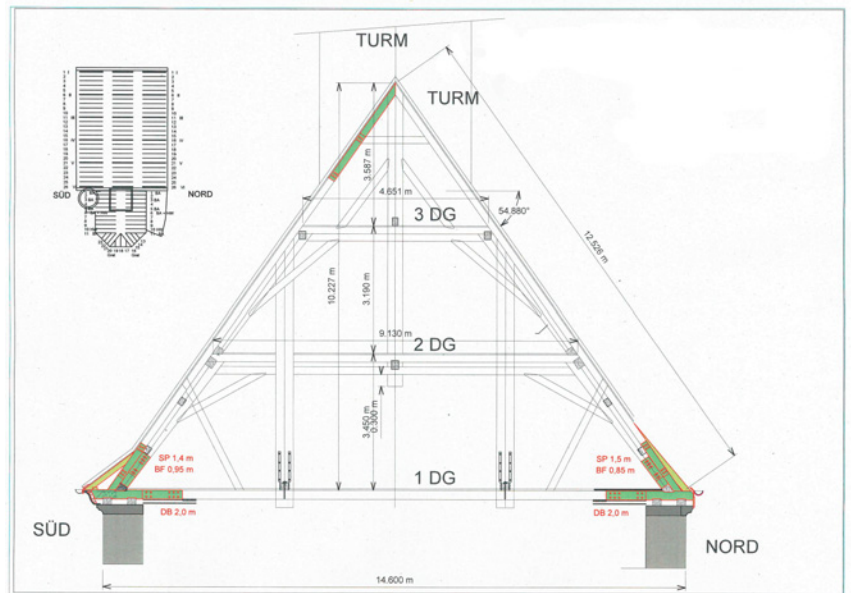 TURM
TURM
SÜD
NORD
3.587 m
4.651 m
3 DG
54.880°
12.526 m
10.227 m
3.190 m
9.130 m
2 DG
3.450 m
0.300 m
SP 1,4 m
BF 0,95 m
SP 1,5 m
BF 0,85 m
1 DG
DB 2,0 m
DB 2,0 m
SÜD
NORD
14.600 m